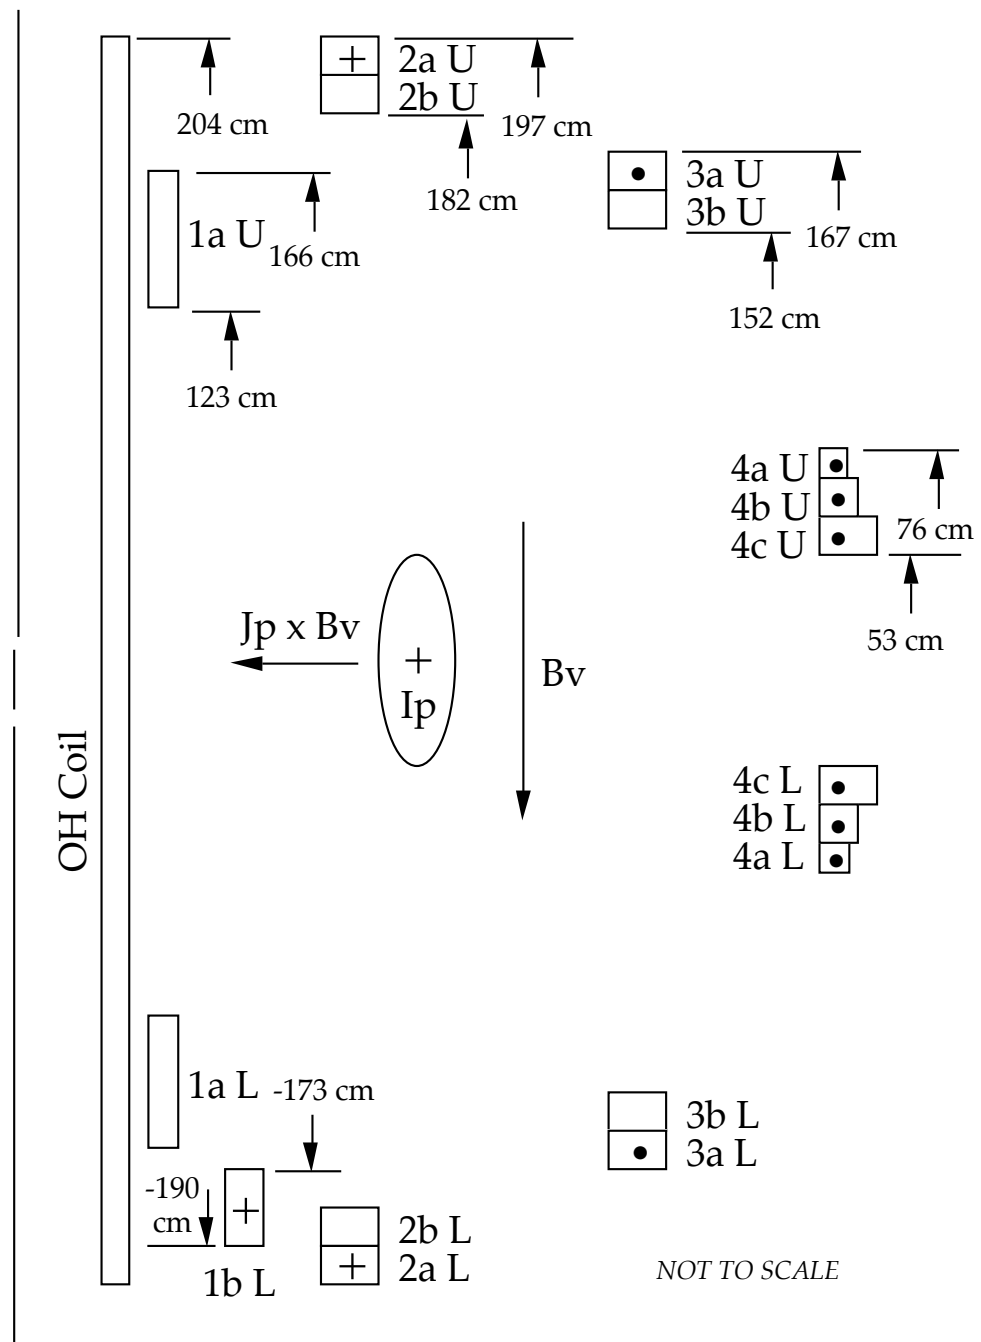 2a U
2b U
204 cm
197 cm
182 cm
3a U
3b U
1a U
166 cm
167 cm
152 cm
123 cm
4a U
4b U
4c U
76 cm
53 cm
Jp x Bv
+
Ip
Bv
OH Coil
4c L
4b L
4a L
1a L
-173 cm
3b L
3a L
-190
cm
+
1b L
2b L
2a L
+
NOT TO SCALE